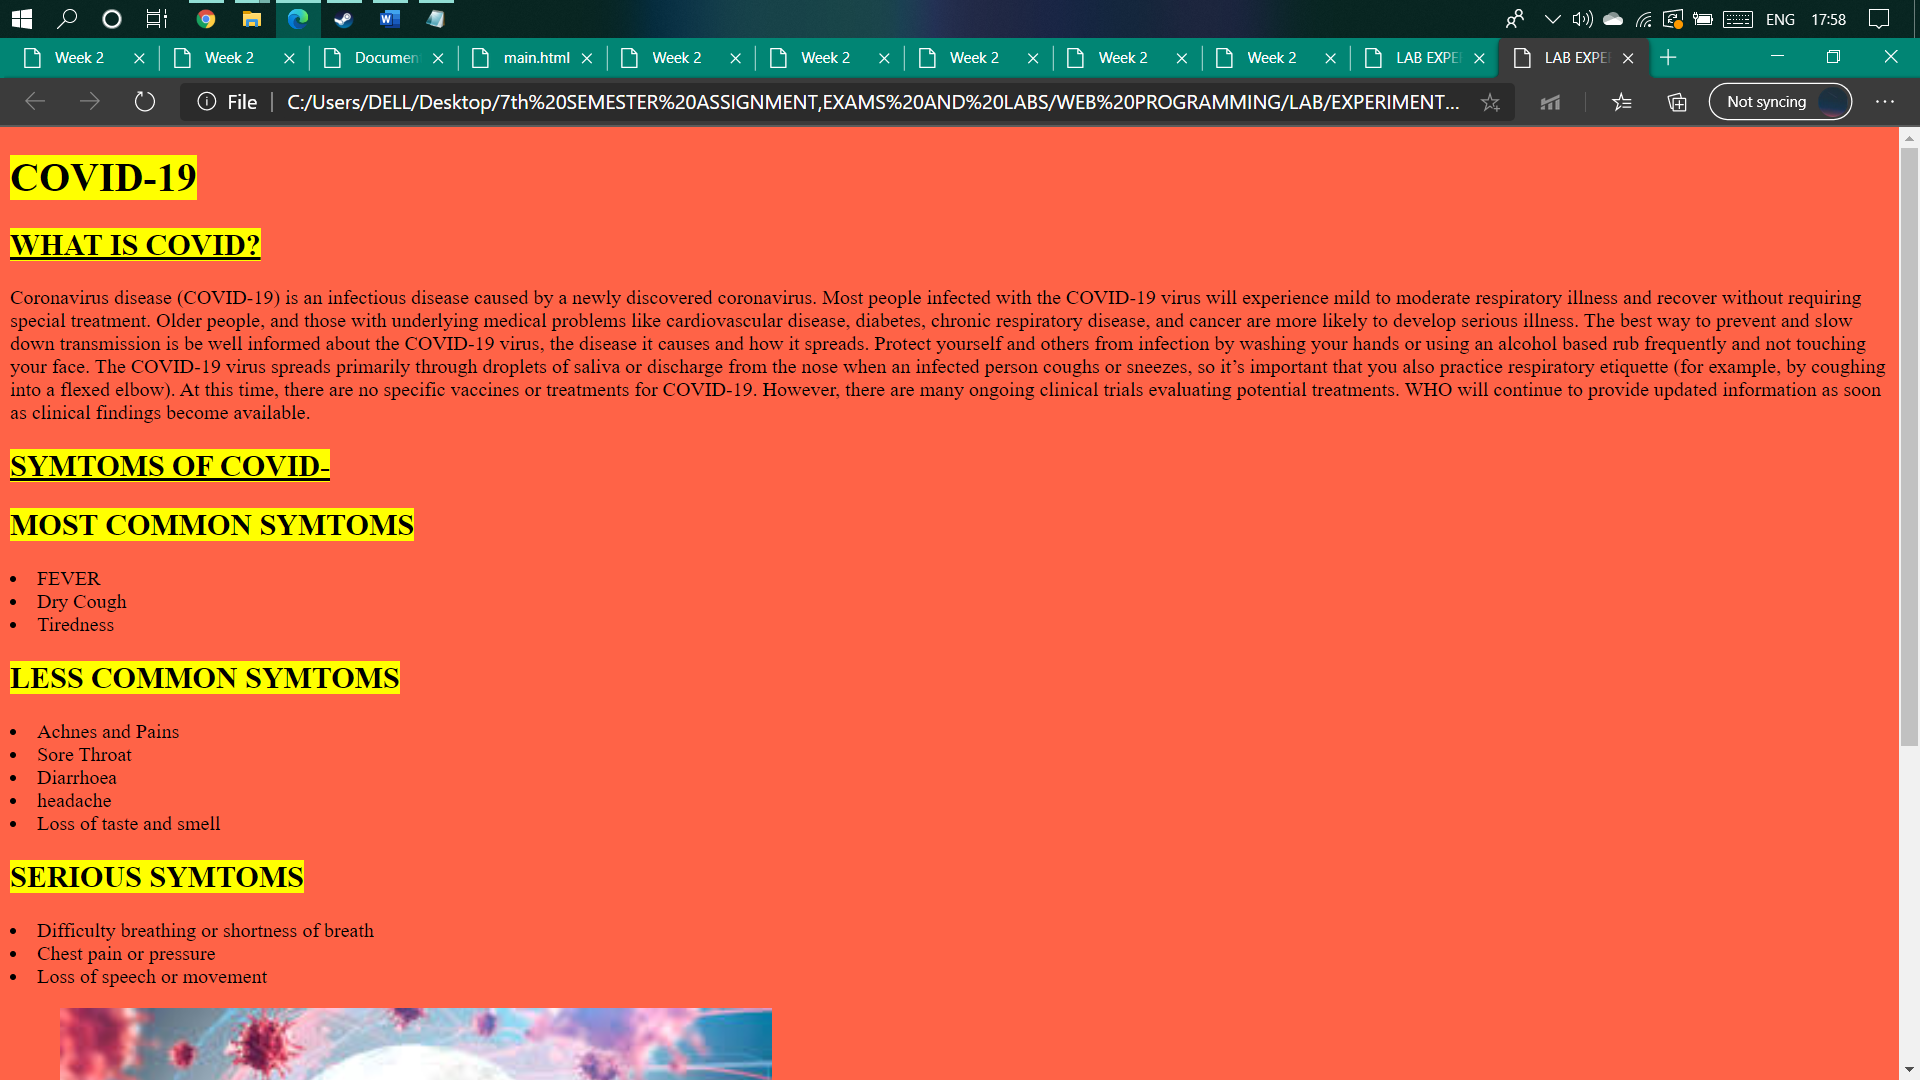 ENG 17:58
Week 2
Week 2
Documen
main.html
Week 2
Week 2
Week 2
Week 2
Week 2
LAB EXPE
LAB EXPE
File C:/Users/DELL/Desktop/7th%20SEMESTER%20ASSIGNMENT,EXAMS%20AND%20LABS/WEB%20PROGRAMMING/LAB/EXPERIMENT... Not syncing
COVID-19
WHAT IS COVID?
Coronavirus disease (COVID-19) is an infectious disease caused by a newly discovered coronavirus. Most people infected with the COVID-19 virus will experience mild to moderate respiratory illness and recover without requiring
special treatment. Older people, and those with underlying medical problems like cardiovascular disease, diabetes, chronic respiratory disease, and cancer are more likely to develop serious illness. The best way to prevent and slow
down transmission is be well informed about the COVID-19 virus, the disease it causes and how it spreads. Protect yourself and others from infection by washing your hands or using an alcohol based rub frequently and not touching
your face. The COVID-19 virus spreads primarily through droplets of saliva or discharge from the nose when an infected person coughs or sneezes, so it’s important that you also practice respiratory etiquette (for example, by coughing
into a flexed elbow). At this time, there are no specific vaccines or treatments for COVID-19. However, there are many ongoing clinical trials evaluating potential treatments. WHO will continue to provide updated information as soon
as clinical findings become available.
SYMTOMS OF COVID-
MOST COMMON SYMTOMS
• FEVER
• Dry Cough
• Tiredness
LESS COMMON SYMTOMS
• Achnes and Pains
• Sore Throat
• Diarrhoea
• headache
• Loss of taste and smell
SERIOUS SYMTOMS
• Difficulty breathing or shortness of breath
• Chest pain or pressure
• Loss of speech or movement